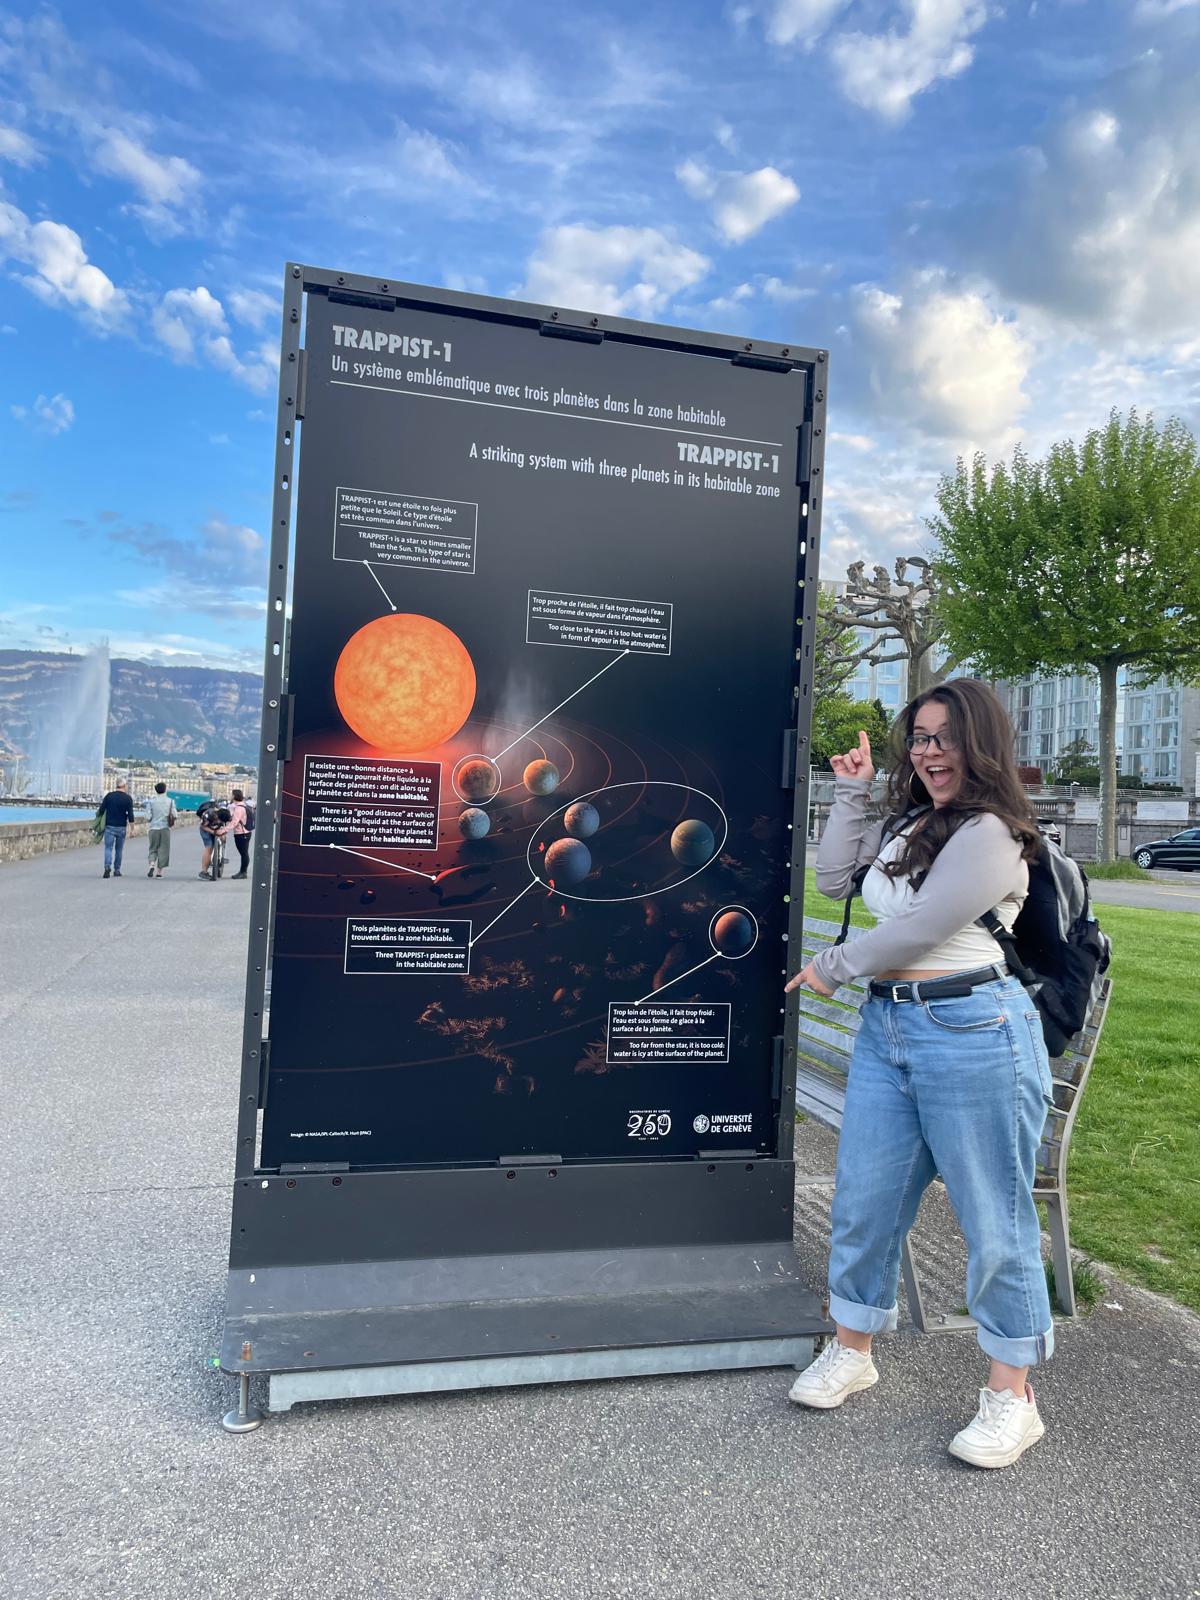 TRAPPIST-1
Un système emblématique avec trois planètes dans la zone habitable
TRAPPIST-1
A striking system with three planets in its habitable zone
TRAPPIST-1 est une étoile 10 fois plus
petite que le Soleil. Ce type d'étoile
est très commun dans l'univers.
TRAPPIST-1 is a star 10 times smaller
than the Sun. This type of star is
very common in the universe.
Trop proche de l'étoile, il fait trop chaud : l'eau
est sous forme de vapeur dans l'atmosphère.
Too close to the star, it is too hot: water is
in form of vapour in the atmosphere.
Il existe une «bonne distance» à
laquelle l'eau pourrait être liquide à la
surface des planètes : on dit alors que
la planète est dans la zone habitable.
There is a "good distance" at which
water could be liquid at the surface of
planets: we then say that the planet is
in the habitable zone.
Trois planètes de TRAPPIST-1 se
trouvent dans la zone habitable.
Three TRAPPIST-1 planets are
in the habitable zone.
Trop loin de l'étoile, il fait trop froid :
l'eau est sous forme de glace à la
surface de la planète.
Too far from the star, it is too cold:
water is icy at the surface of the planet.
Image: © NASA/JPL-Caltech/R. Hurt (IPAC)
OBSERVATOIRE DE GENÈVE
250
UNIVERSITÉ
DE GENÈVE